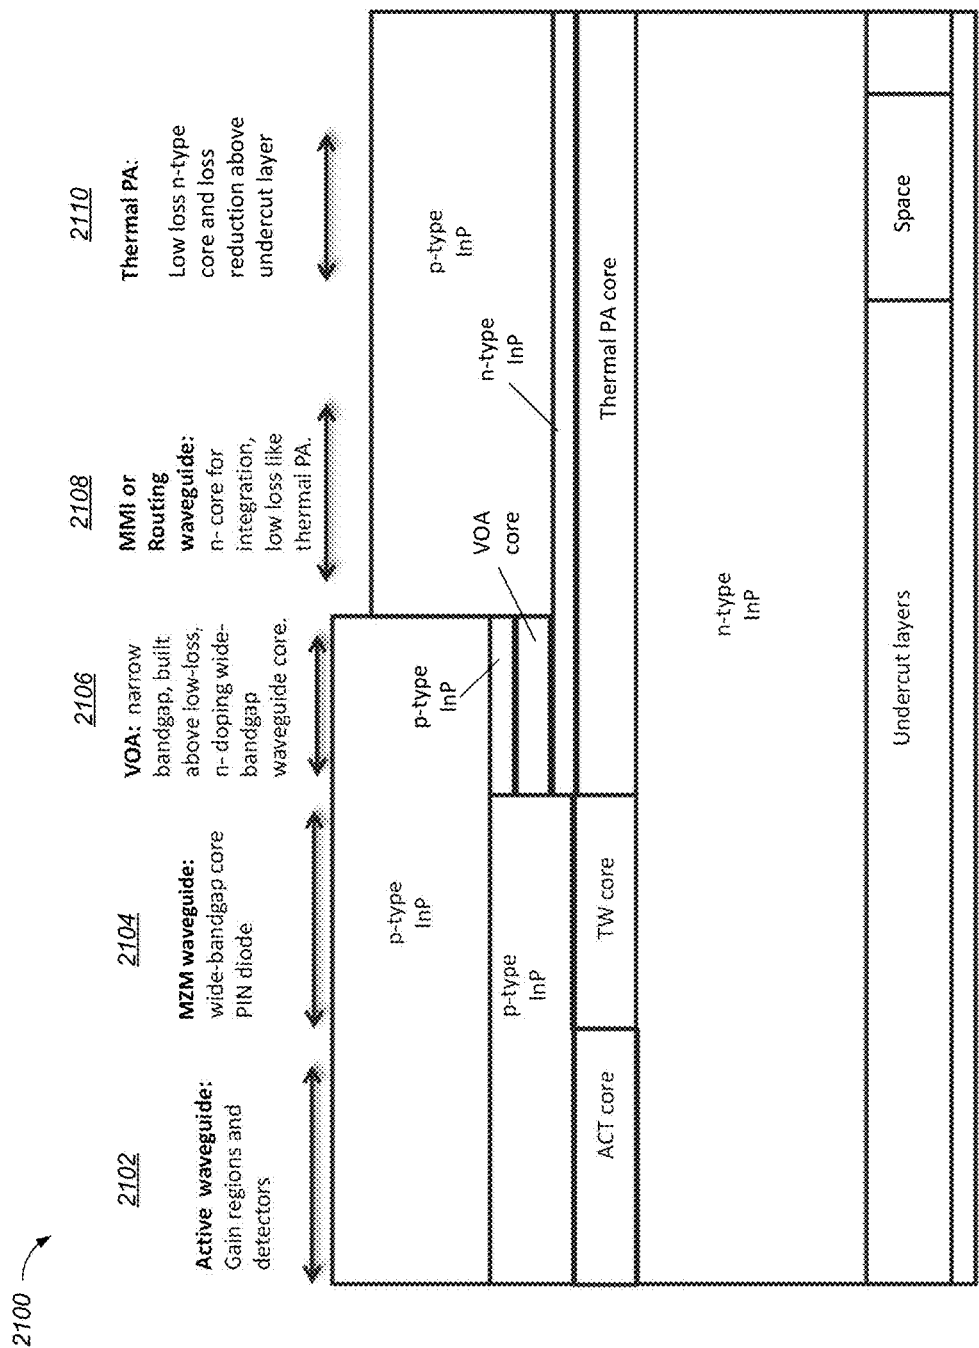 2100
2102
Active waveguide:
Gain regions and
detectors
2104
MZM waveguide:
wide-bandgap core
PIN diode
2106
VOA: narrow
bandgap, built
above low-loss,
n- doping wide-
bandgap
waveguide core.
2108
MMI or
Routing
waveguide:
n- core for
integration,
low loss like
thermal PA.
2110
Thermal PA:
Low loss n-type
core and loss
reduction above
undercut layer
p-type
InP
p-type
InP
p-type
InP
p-type
InP
VOA
core
n-type
InP
ACT core
TW core
Thermal PA core
n-type
InP
Undercut layers
Space